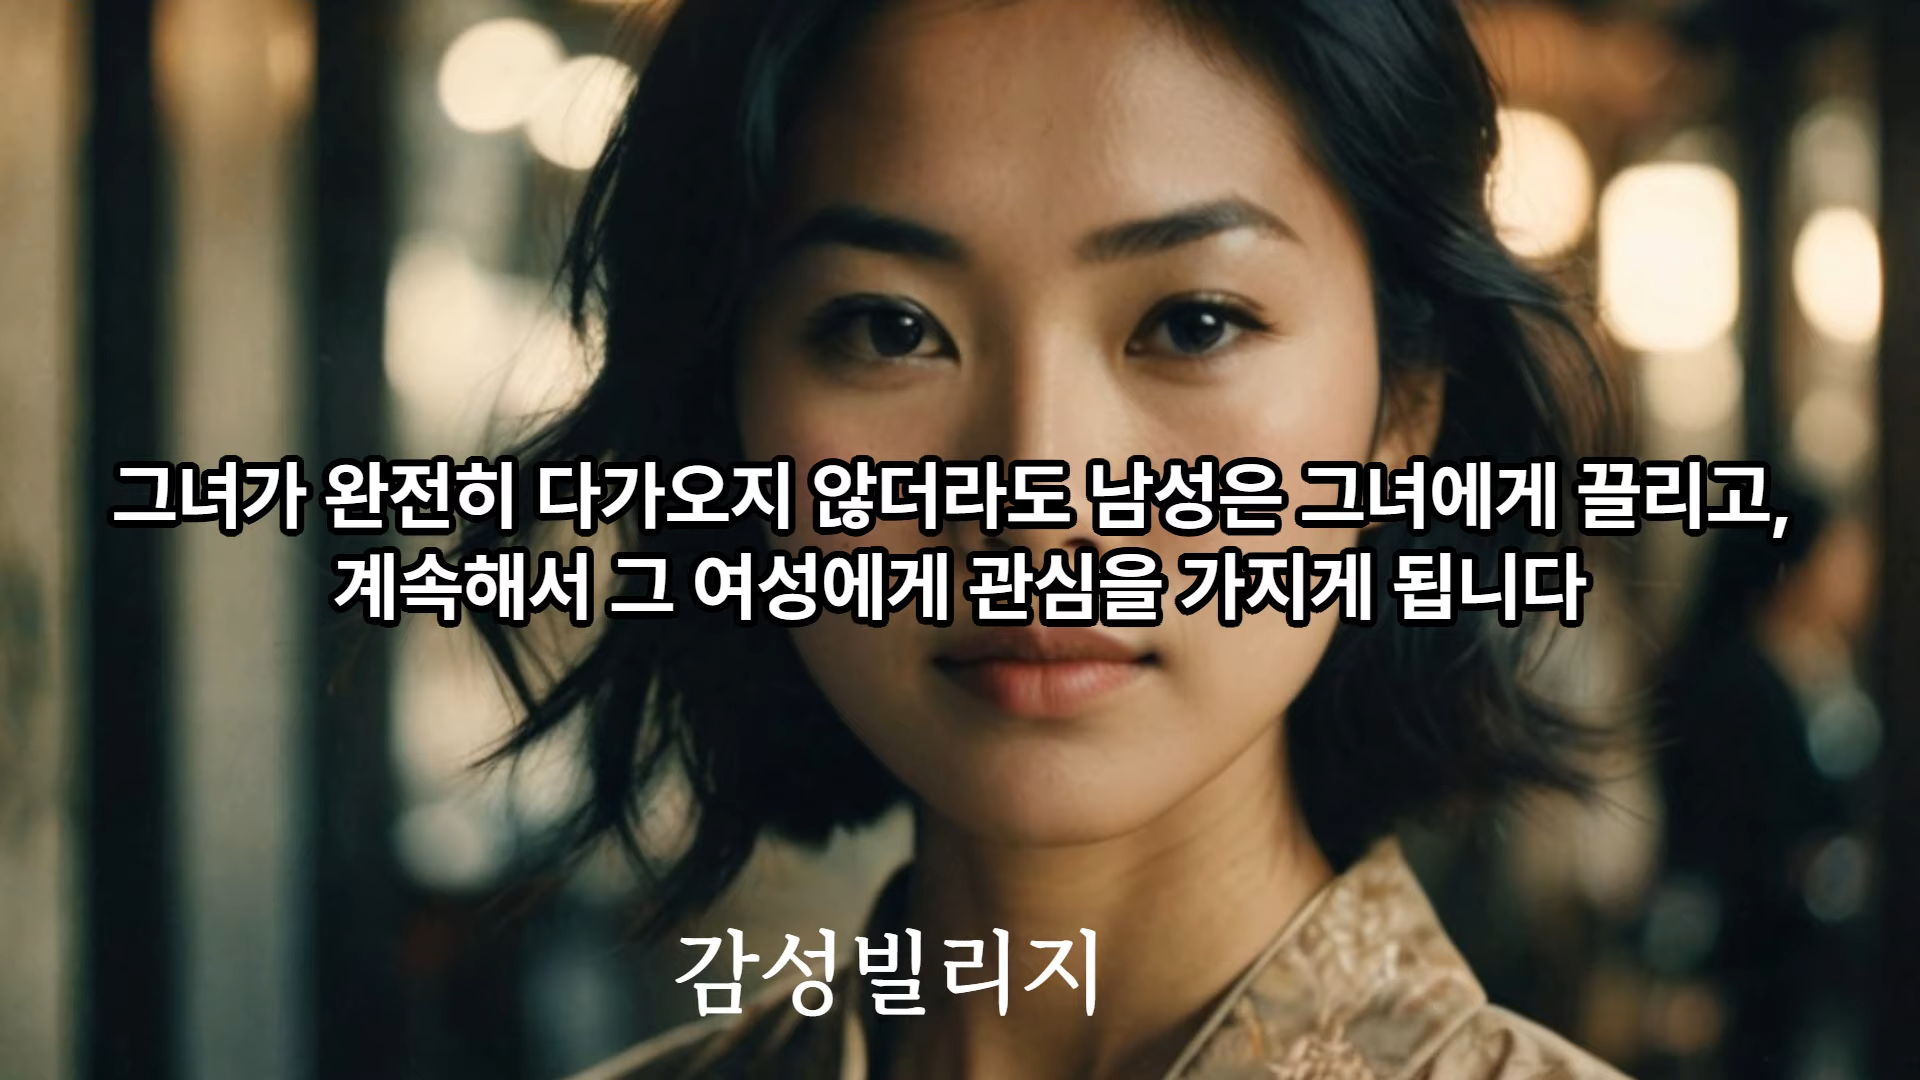 그녀가 완전히 다가오지 않더라도 남성은 그녀에게 끌리고,
계속해서 그 여성에게 관심을 가지게 됩니다
감성빌리지